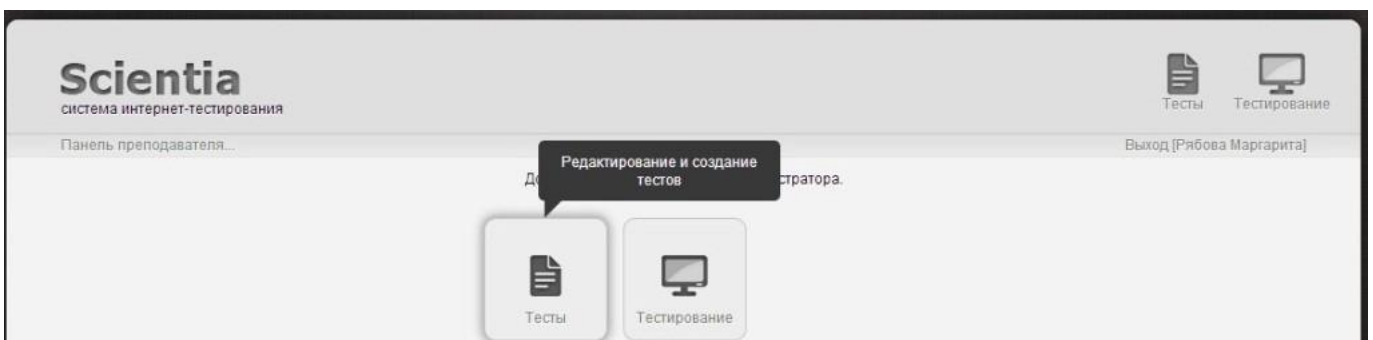 Scientia
система интернет-тестирования
Тесты Тестирование
Панель преподавателя...
Выход [Рябова Маргарита]
Редактирование и создание
тестов
Тесты
Тестирование